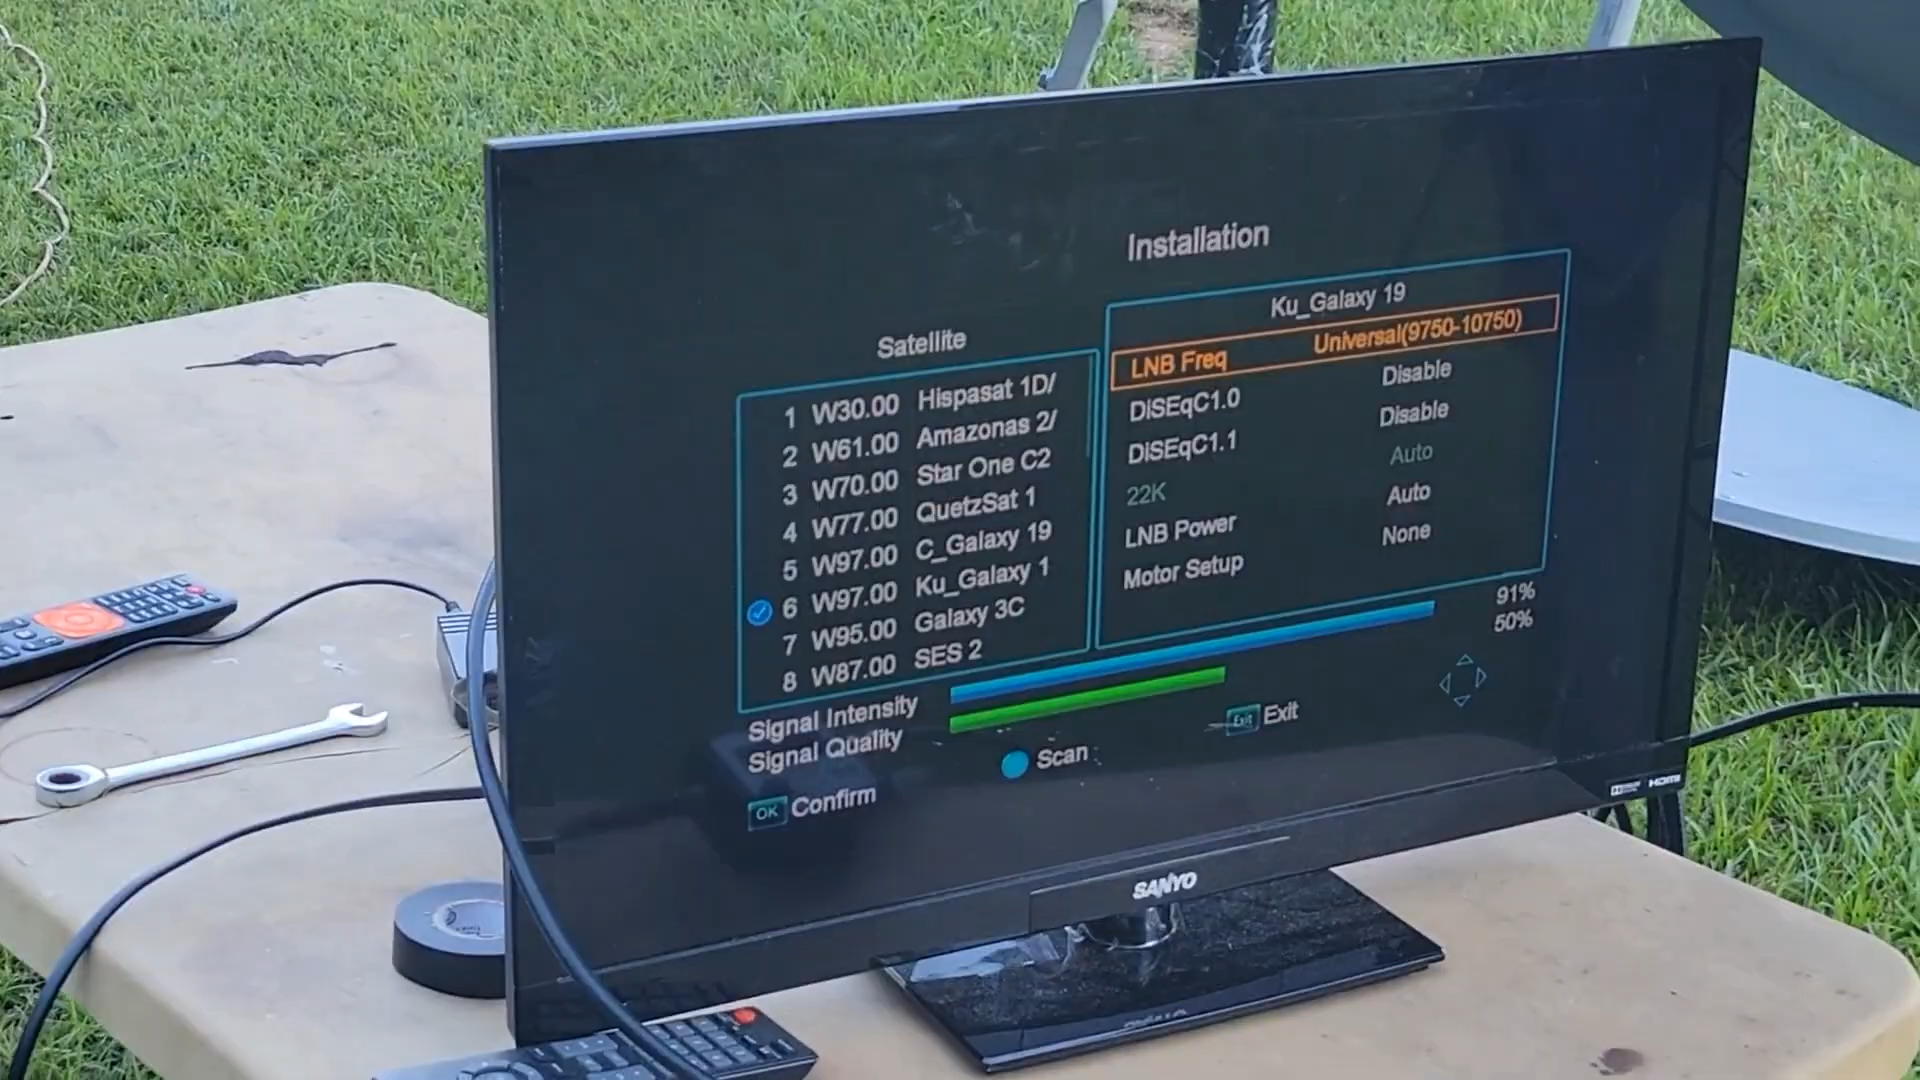 Installation
Satellite
1 W30.00 Hispasat 1D/
2 W61.00 Amazonas 2/
3 W70.00 Star One C2
4 W77.00 QuetzSat 1
5 W97.00 C_Galaxy 19
6 W97.00 Ku_Galaxy 1
7 W95.00 Galaxy 3C
8 W87.00 SES 2
Ku_Galaxy 19
LNB Freq Universal(9750-10750)
DiSEqC1.0 Disable
DiSEqC1.1 Disable
22K Auto
LNB Power Auto
Motor Setup None
Signal Intensity 91%
Signal Quality 50%
OK Confirm
Scan
Exit Exit
HDMI
SANYO